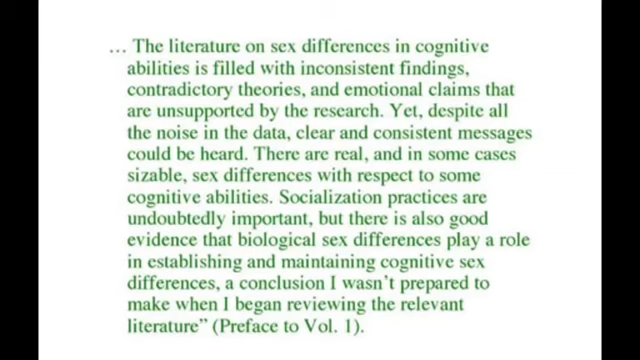 … The literature on sex differences in cognitive
abilities is filled with inconsistent findings,
contradictory theories, and emotional claims that
are unsupported by the research. Yet, despite all
the noise in the data, clear and consistent messages
could be heard. There are real, and in some cases
sizable, sex differences with respect to some
cognitive abilities. Socialization practices are
undoubtedly important, but there is also good
evidence that biological sex differences play a role
in establishing and maintaining cognitive sex
differences, a conclusion I wasn't prepared to
make when I began reviewing the relevant
literature” (Preface to Vol. 1).